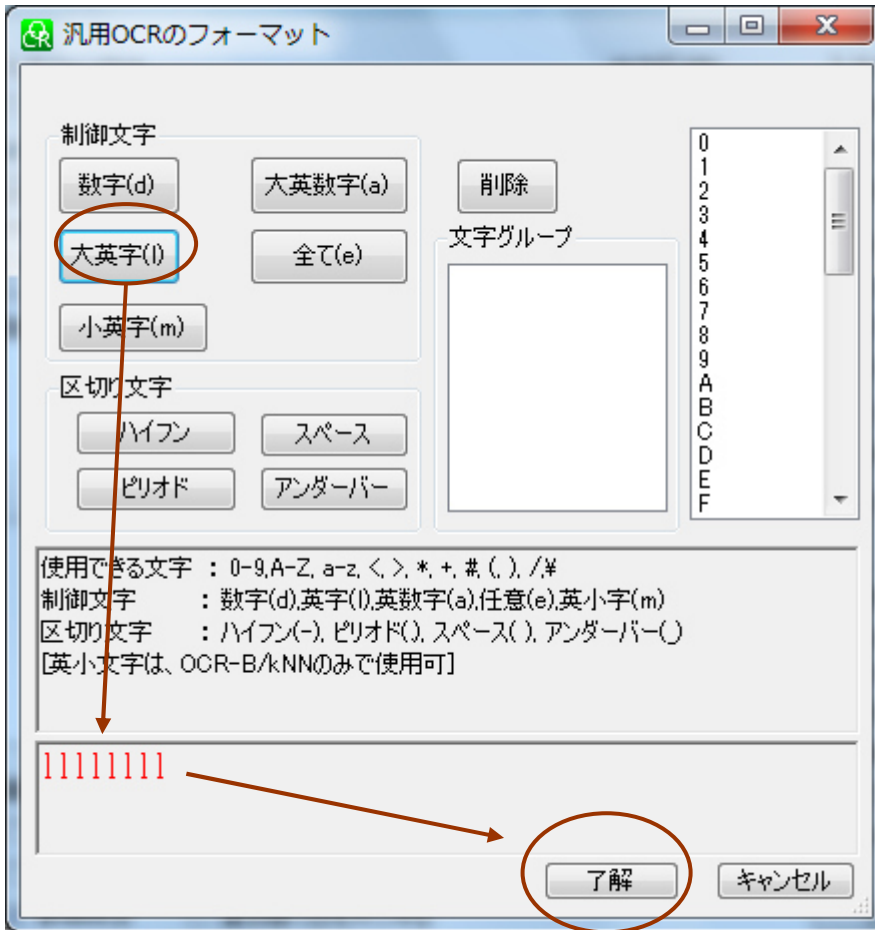 汎用OCRのフォーマット
制御文字
数字(d)
大英数字(a)
削除
大英字(l)
全て(e)
小英字(m)
文字グループ
区切り文字
ハイフン
スペース
ピリオド
アンダーバー
0
1
2
3
4
5
6
7
8
9
A
B
C
D
E
F
使用できる文字 : 0-9,A-Z, a-z, <, >, *, +, #, (, ), /,¥
制御文字 : 数字(d),英字(l),英数字(a),任意(e),英小字(m)
区切り文字 : ハイフン(-), ピリオド(), スペース( ), アンダーバー(_)
[英小文字は、OCR-B/kNNのみで使用可]
llllllll
了解
キャンセル